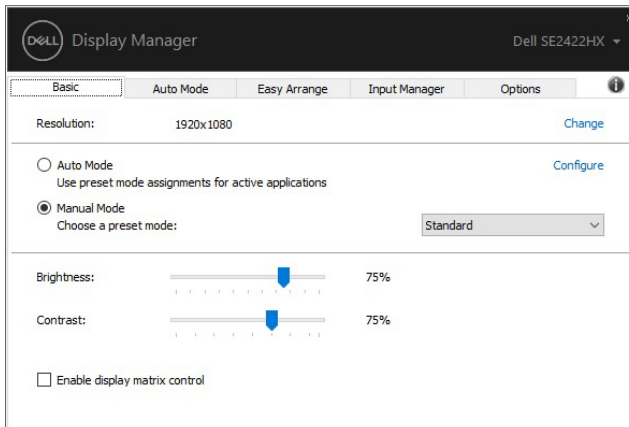 DELL Display Manager Dell SE2422HX
Basic Auto Mode Easy Arrange Input Manager Options
Resolution: 1920x1080 Change
Auto Mode Configure
Use preset mode assignments for active applications
Manual Mode
Choose a preset mode: Standard
Brightness: 75%
Contrast: 75%
Enable display matrix control